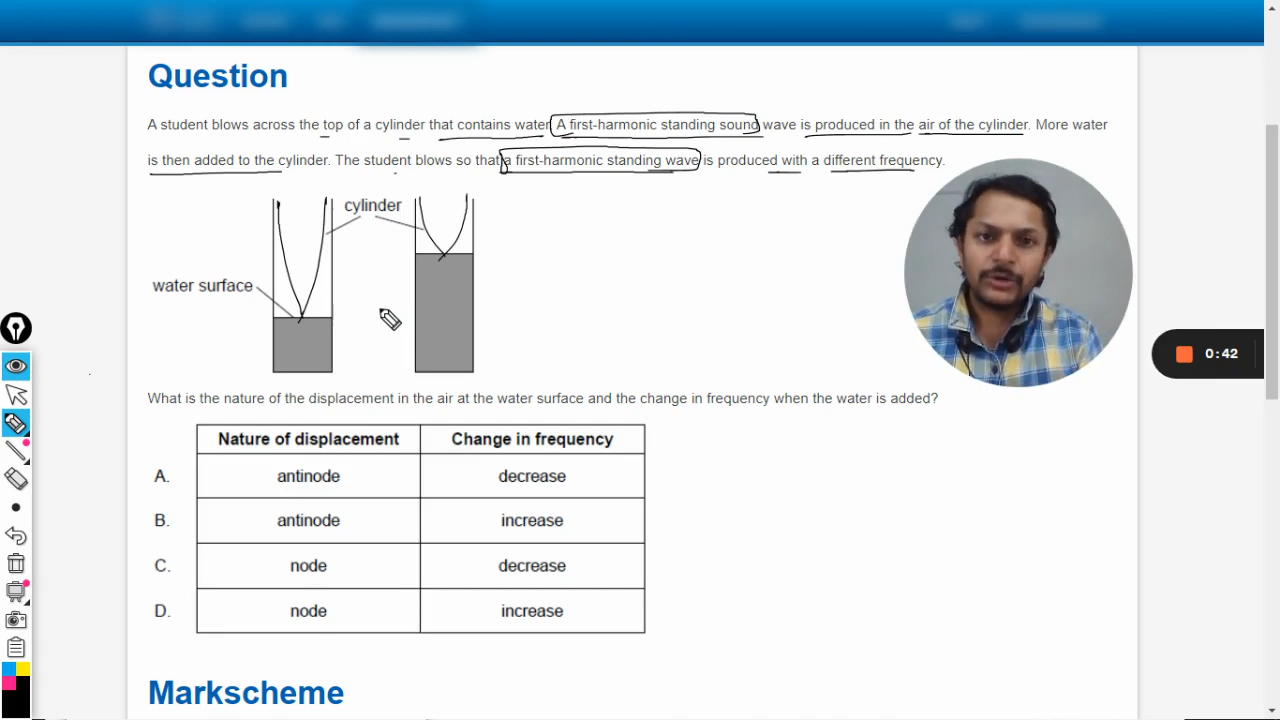 Question
A student blows across the top of a cylinder that contains water. A first-harmonic standing sound wave is produced in the air of the cylinder. More water
is then added to the cylinder. The student blows so that a first-harmonic standing wave is produced with a different frequency.
cylinder
water surface
0:42
What is the nature of the displacement in the air at the water surface and the change in frequency when the water is added?
Nature of displacement Change in frequency
A. antinode decrease
B. antinode increase
C. node decrease
D. node increase
Markscheme